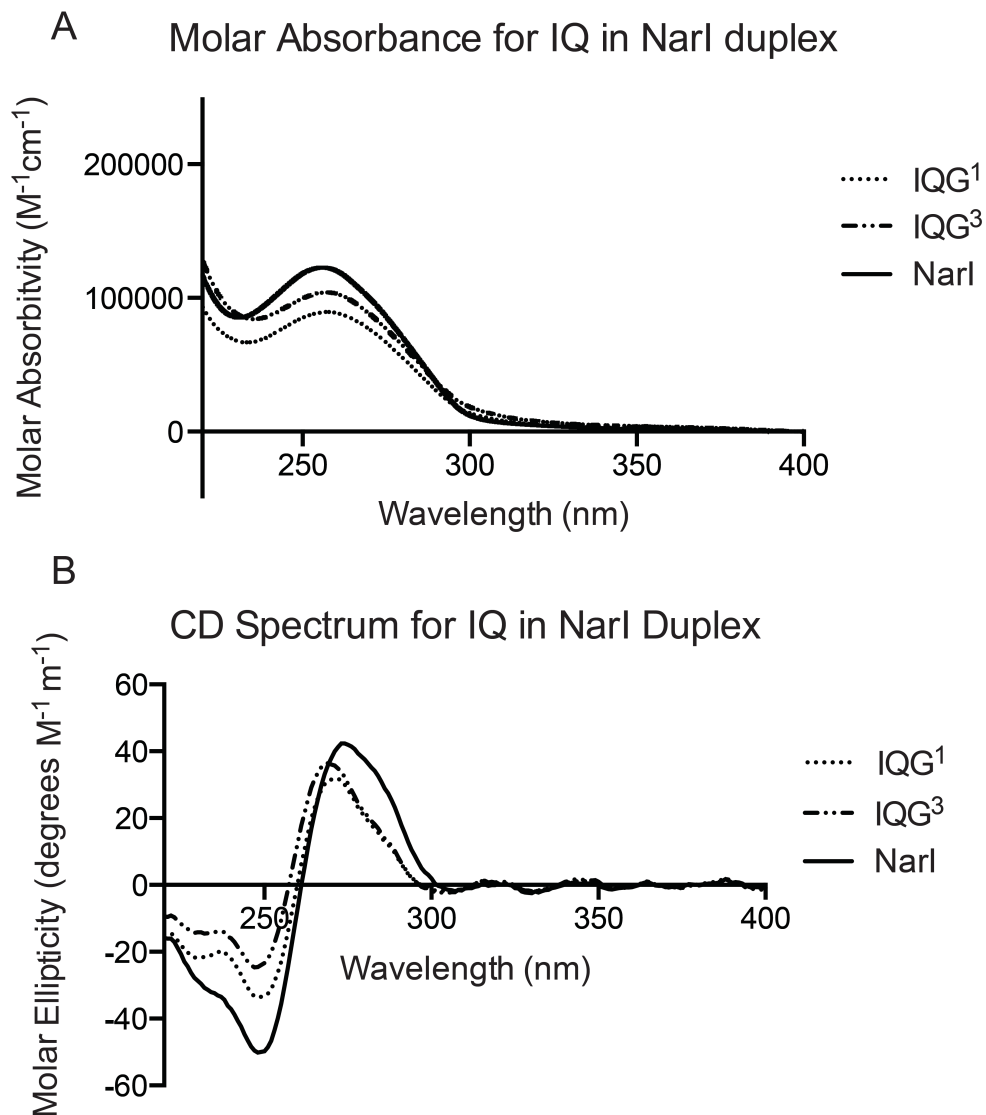 A
Molar Absorbance for IQ in NarI duplex
Molar Absorbitvity (M⁻¹cm⁻¹)
200000
100000
0
250
300
350
400
Wavelength (nm)
IQG¹
IQG³
NarI
B
CD Spectrum for IQ in NarI Duplex
Molar Ellipticity (degrees M⁻¹ m⁻¹)
60
40
20
0
-20
-40
-60
250
300
350
400
Wavelength (nm)
IQG¹
IQG³
NarI